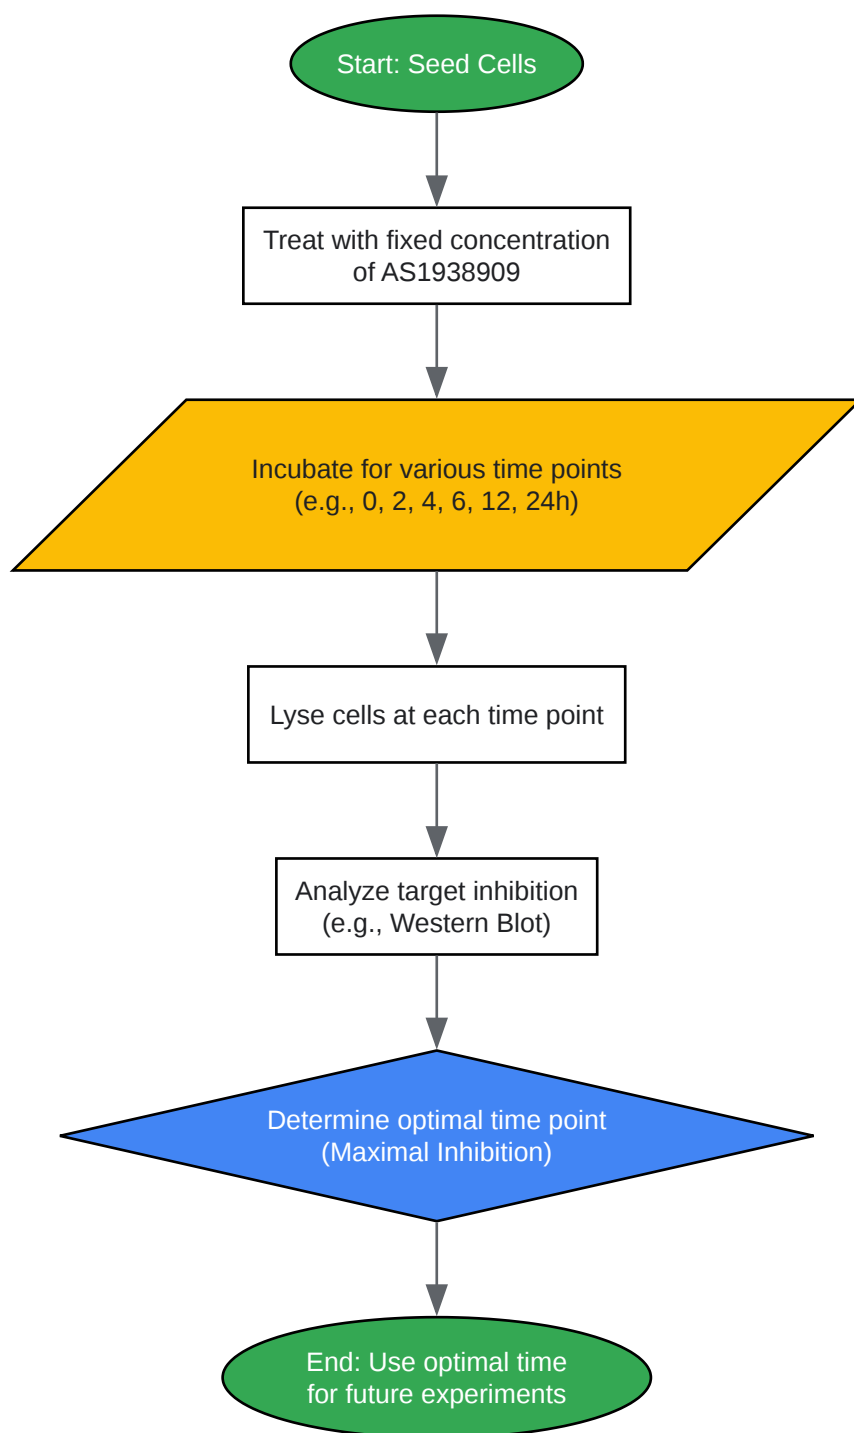 Start: Seed Cells
Treat with fixed concentration
of AS1938909
Incubate for various time points
(e.g., 0, 2, 4, 6, 12, 24h)
Lyse cells at each time point
Analyze target inhibition
(e.g., Western Blot)
Determine optimal time point
(Maximal Inhibition)
End: Use optimal time
for future experiments